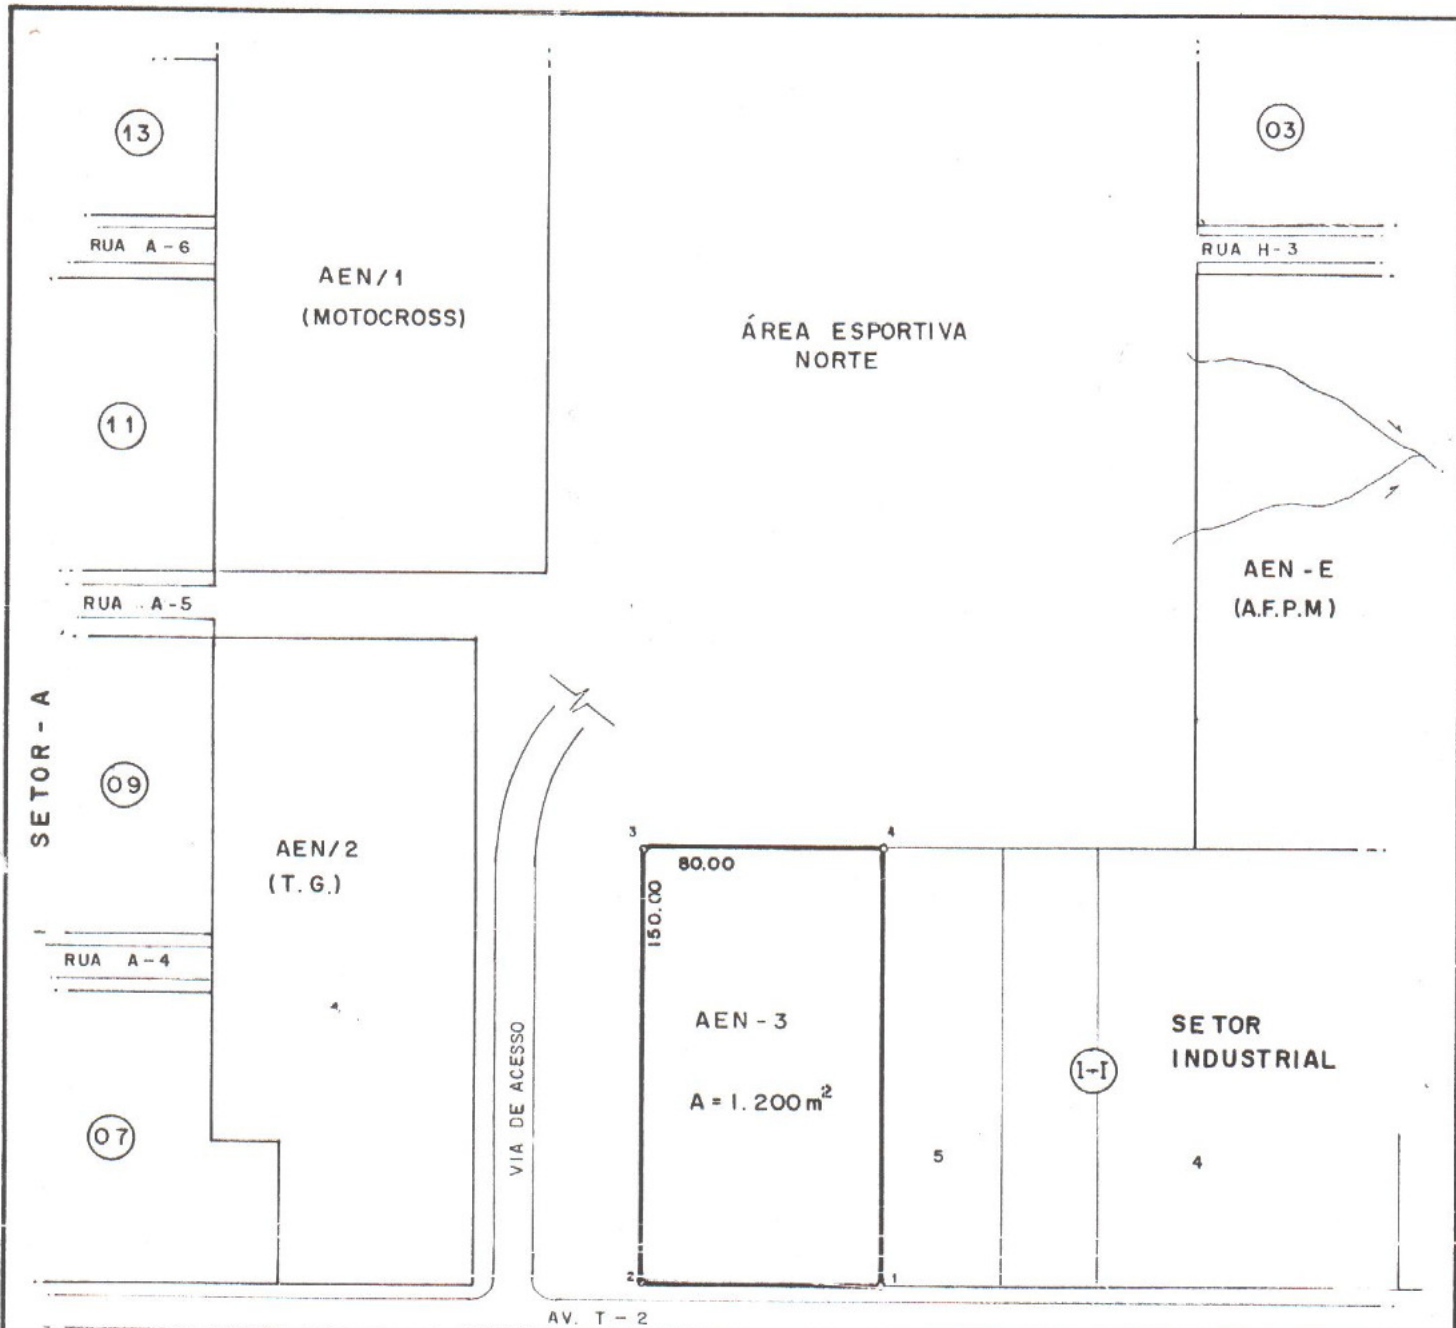 13
03
RUA A-6
RUA H-3
AEN/1
(MOTOCROSS)
ÁREA ESPORTIVA
NORTE
11
AEN - E
(A.F.P.M)
RUA A-5
SETOR - A
09
AEN/2
(T. G.)
3
4
80.00
150.00
RUA A-4
AEN - 3
A = 1.200 m²
SETOR
INDUSTRIAL
1-I
VIA DE ACESSO
07
5
4
2
1
AV. T - 2